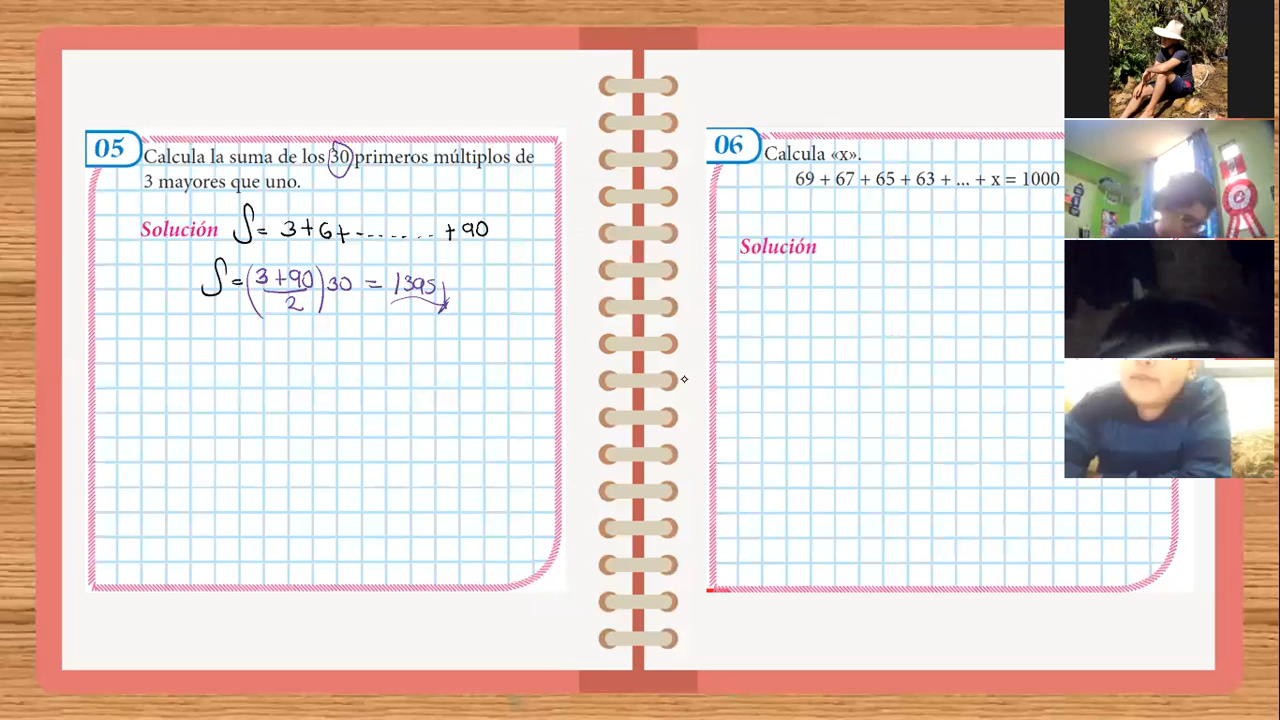 05
Calcula la suma de los 30 primeros múltiplos de
3 mayores que uno.
Solución S= 3+6+........+90
S=(3+90/2)30 = 1395
06
Calcula «x».
69 + 67 + 65 + 63 + ... + x = 1000
Solución